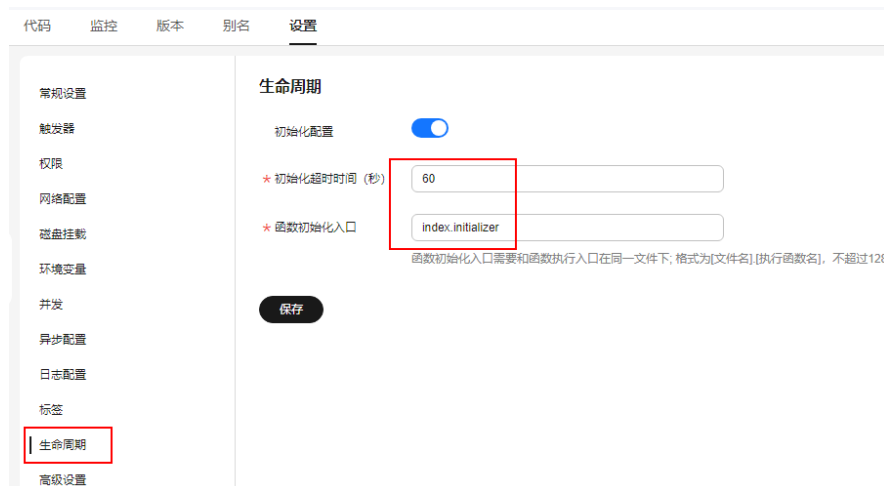 代码 监控 版本 别名 设置
常规设置
触发器
权限
网络配置
磁盘挂载
环境变量
并发
异步配置
日志配置
标签
生命周期
高级设置
生命周期
初始化配置
* 初始化超时时间（秒） 60
* 函数初始化入口 index.initializer
函数初始化入口需要和函数执行入口在同一文件下; 格式为[文件名].[执行函数名]，不超过128
保存